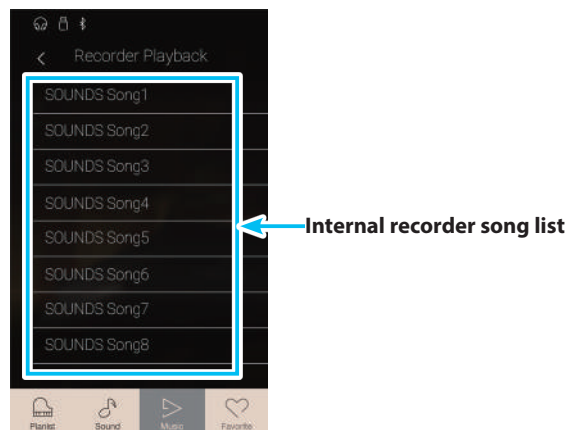 Recorder Playback
SOUNDS Song1
SOUNDS Song2
SOUNDS Song3
SOUNDS Song4
SOUNDS Song5
SOUNDS Song6
SOUNDS Song7
SOUNDS Song8
Internal recorder song list
Pianist Sound Music Favorite